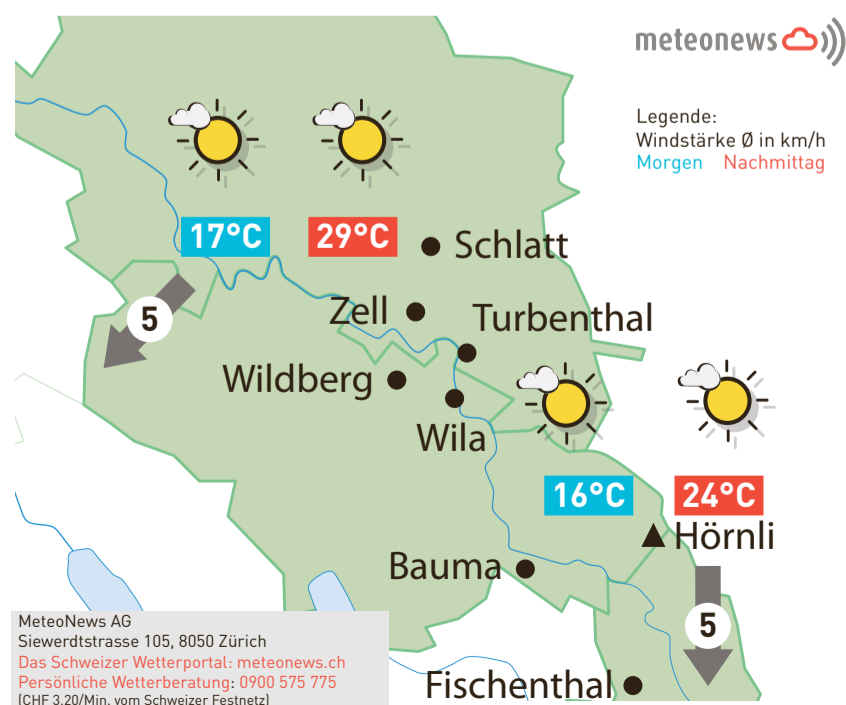 meteonews
Legende:
Windstärke Ø in km/h
Morgen Nachmittag
17°C 29°C
Schlatt
5
Zell
Turbenthal
Wildberg
Wila
16°C 24°C
Hörnli
Bauma
5
Fischenthal
MeteoNews AG
Siewerdtstrasse 105, 8050 Zürich
Das Schweizer Wetterportal: meteonews.ch
Persönliche Wetterberatung: 0900 575 775
(CHF 3.20/Min. vom Schweizer Festnetz)